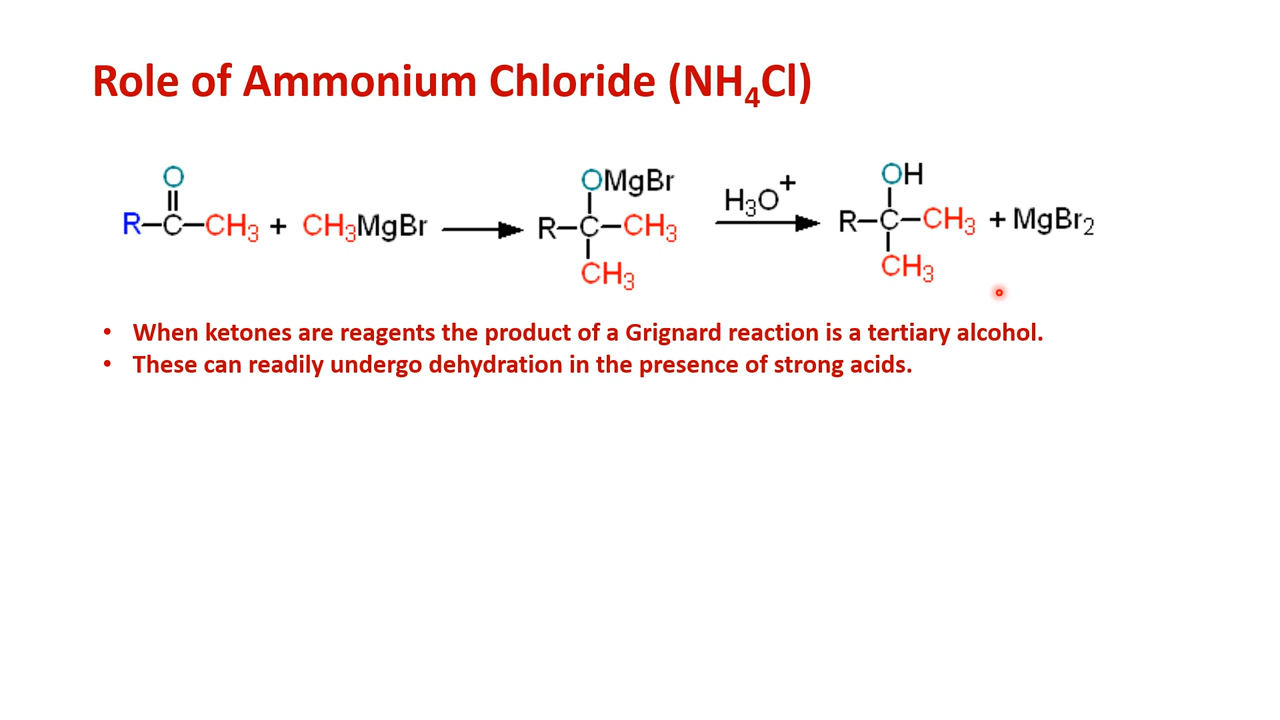 Role of Ammonium Chloride (NH₄Cl)
O
R–C–CH₃ + CH₃MgBr
OMgBr
R–C–CH₃
CH₃
H₃O⁺
OH
R–C–CH₃ + MgBr₂
CH₃
• When ketones are reagents the product of a Grignard reaction is a tertiary alcohol.
• These can readily undergo dehydration in the presence of strong acids.